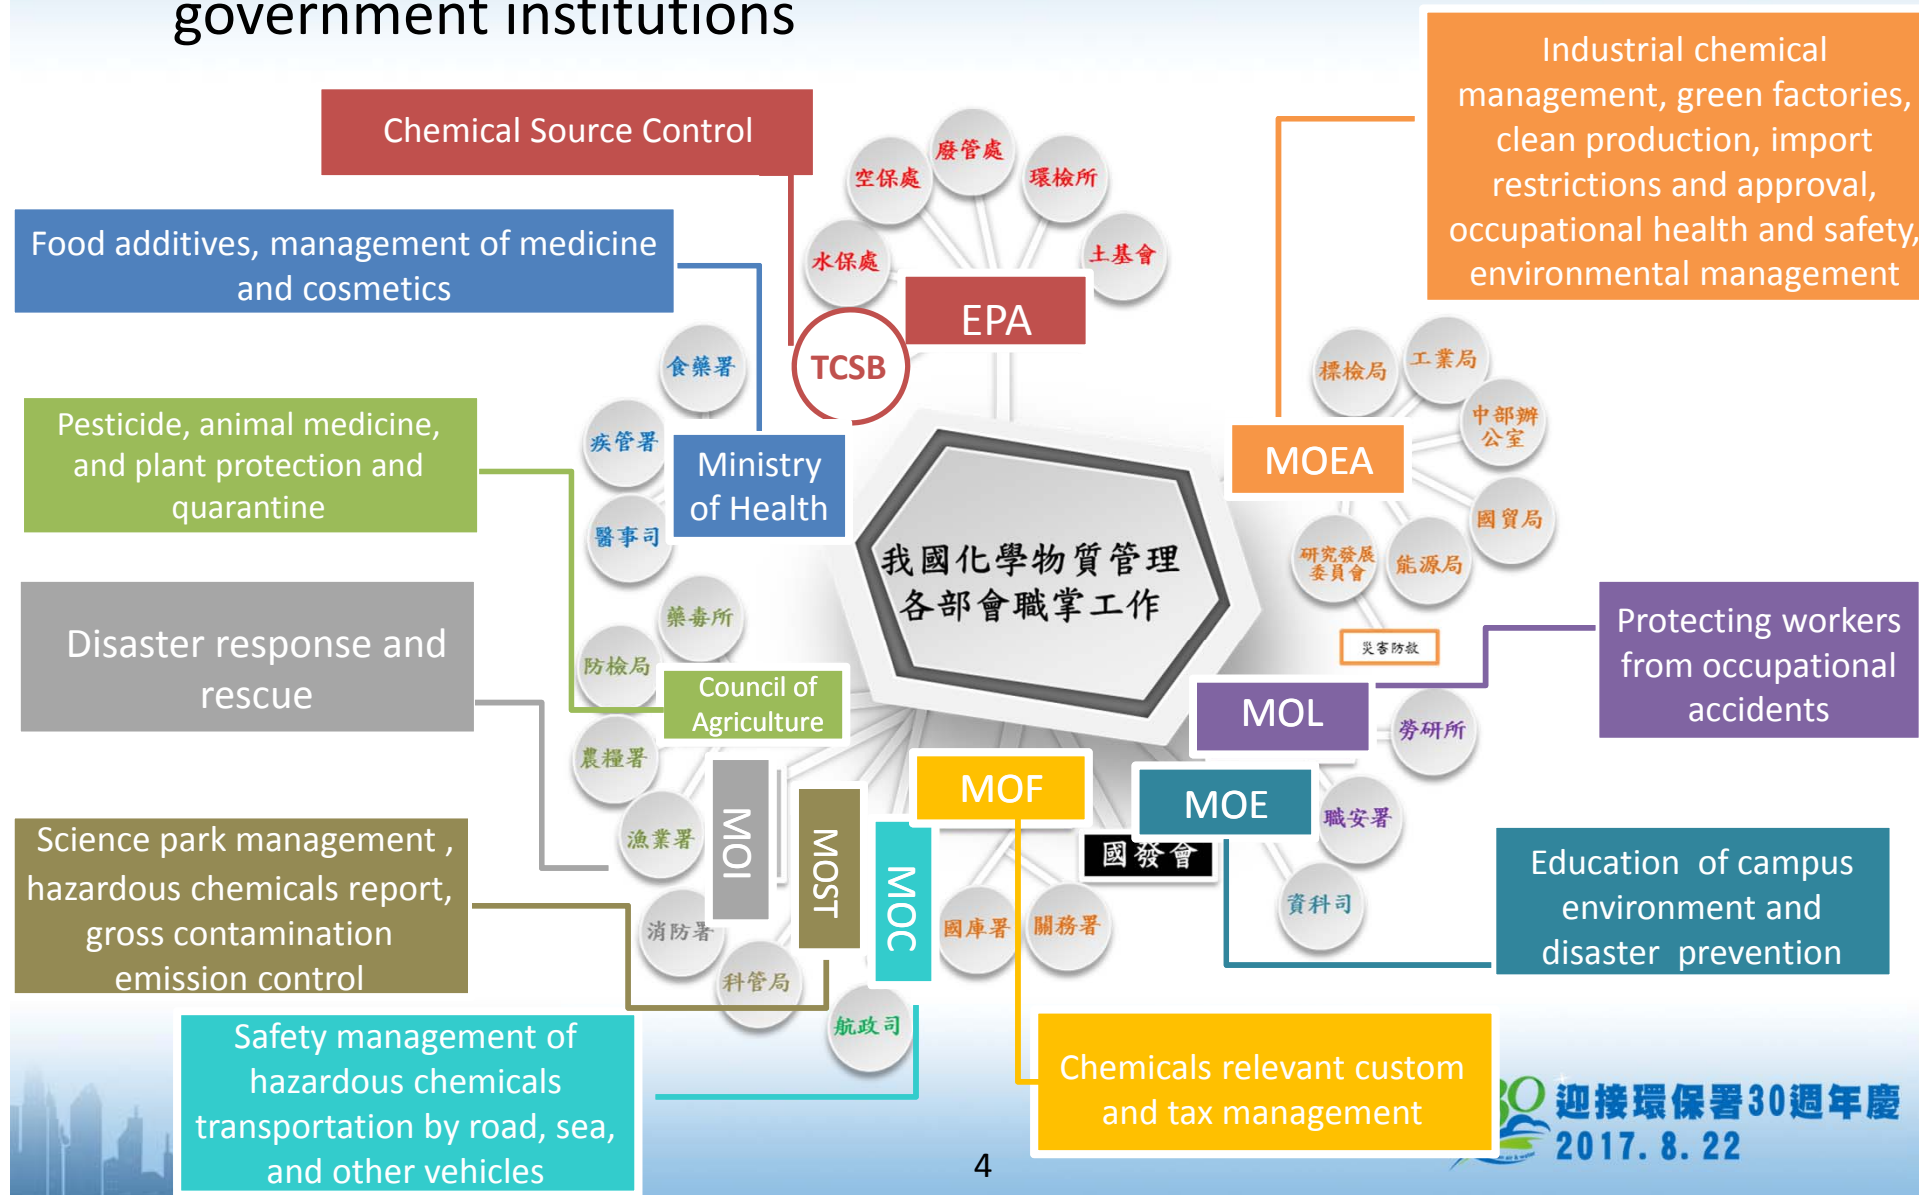 government institutions
Chemical Source Control
Food additives, management of medicine
and cosmetics
Pesticide, animal medicine,
and plant protection and
quarantine
Disaster response and
rescue
Science park management ,
hazardous chemicals report,
gross contamination
emission control
Safety management of
hazardous chemicals
transportation by road, sea,
and other vehicles
Industrial chemical
management, green factories,
clean production, import
restrictions and approval,
occupational health and safety,
environmental management
Protecting workers
from occupational
accidents
Education of campus
environment and
disaster prevention
Chemicals relevant custom
and tax management
廢管處
空保處
環檢所
水保處
土基會
EPA
TCSB
食藥署
疾管署
醫事司
Ministry
of Health
標檢局
工業局
中部辦
公室
國貿局
能源局
研究發展
委員會
災害防救
MOEA
我國化學物質管理
各部會職掌工作
藥毒所
防檢局
農糧署
漁業署
Council of
Agriculture
MOI
消防署
MOST
科管局
MOC
航政司
MOF
國庫署
關務署
國發會
MOE
資科司
MOL
勞研所
職安署
30
迎接環保署30週年慶
2017. 8. 22
4